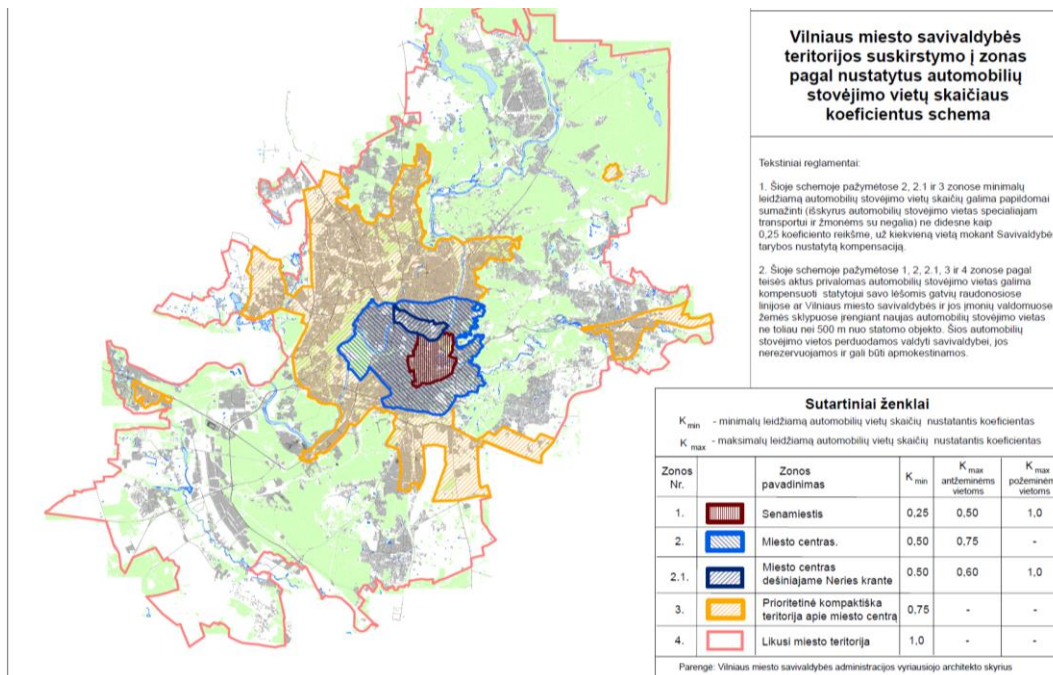 Vilniaus miesto savivaldybės
teritorijos suskirstymo į zonas
pagal nustatytus automobilių
stovėjimo vietų skaičiaus
koeficientus schema
Tekstiniai reglamentai:
1. Šioje schemoje pažymėtose 2, 2.1 ir 3 zonose minimalų
leidžiamą automobilių stovėjimo vietų skaičių galima papildomai
sumažinti (išskyrus automobilių stovėjimo vietas specialiajam
transportui ir žmonėms su negalia) ne didesne kaip
0,25 koeficiento reikšme, už kiekvieną vietą mokant Savivaldybės
tarybos nustatytą kompensaciją.
2. Šioje schemoje pažymėtose 1, 2, 2.1, 3 ir 4 zonose pagal
teisės aktus privalomas automobilių stovėjimo vietas galima
kompensuoti statytojui savo lėšomis gatvių raudonosiose
linijose ar Vilniaus miesto savivaldybės ir jos įmonių valdomuose
žemės sklypuose įrengiant naujas automobilių stovėjimo vietas
ne toliau nei 500 m nuo statomo objekto. Šios automobilių
stovėjimo vietos perduodamos valdyti savivaldybei, jos
nerezervuojamos ir gali būti apmokestinamos.
Sutartiniai ženklai
K min - minimalų leidžiamą automobilių vietų skaičių nustatantis koeficientas
K max - maksimalų leidžiamą automobilių vietų skaičių nustatantis koeficientas
Zonos Nr. Zonos pavadinimas K min K max antžeminėms vietoms K max požeminėm vietoms
1. Senamiestis 0,25 0,50 1,0
2. Miesto centras. 0,50 0,75 -
2.1. Miesto centras dešiniajame Neries krante 0.50 0,60 1,0
3. Prioritetinė kompaktiška teritorija apie miesto centrą 0,75 - -
4. Likusi miesto teritorija 1,0 - -
Parengė: Vilniaus miesto savivaldybės administracijos vyriausiojo architekto skyrius